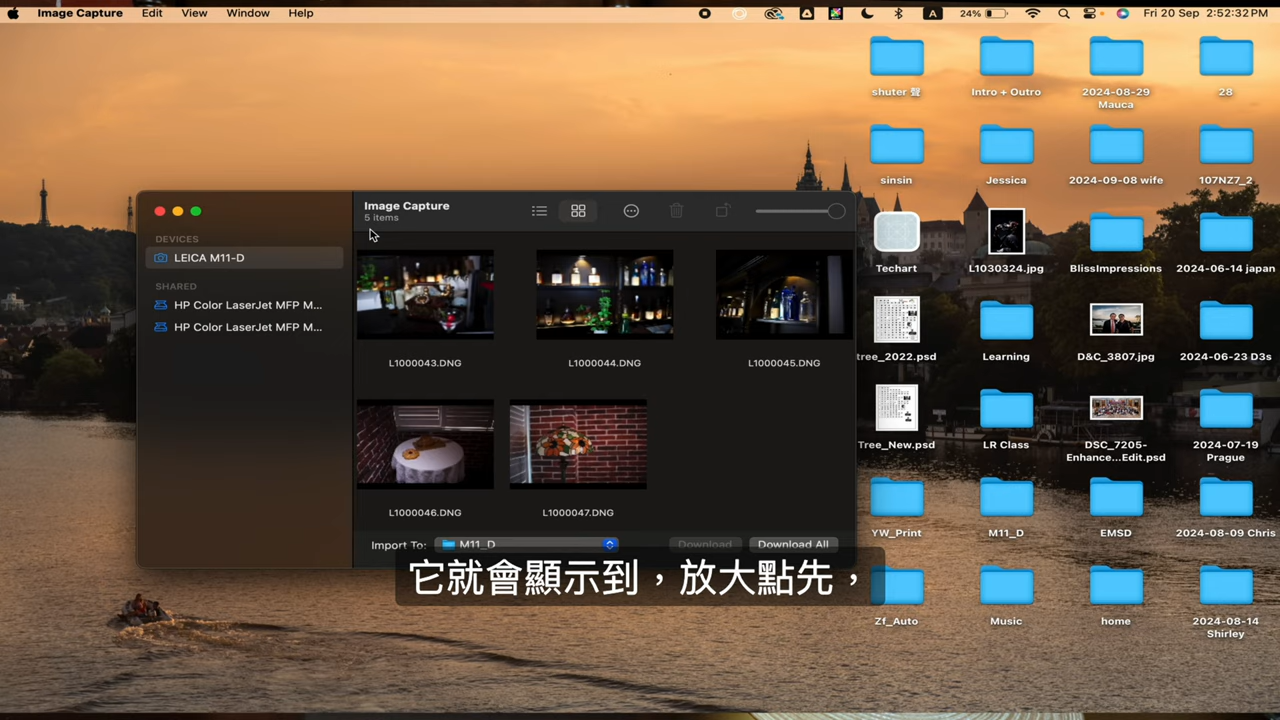 Image Capture Edit View Window Help
A 24% Fri 20 Sep 2:52:32 PM
shuter 聲
Intro + Outro
2024-08-29
Mauca
28
sinsin
Jessica
2024-09-08 wife
107NZ7_2
Techart
L1030324.jpg
BlissImpressions
2024-06-14 japan
tree_2022.psd
Learning
D&C_3807.jpg
2024-06-23 D3s
Tree_New.psd
LR Class
DSC_7205-
Enhance...Edit.psd
2024-07-19
Prague
YW_Print
M11_D
EMSD
2024-08-09 Chris
Zf_Auto
Music
home
2024-08-14
Shirley
Image Capture
5 items
DEVICES
LEICA M11-D
SHARED
HP Color LaserJet MFP M...
HP Color LaserJet MFP M...
L1000043.DNG
L1000044.DNG
L1000045.DNG
L1000046.DNG
L1000047.DNG
Import To: M11_D Download Download All
它就會顯示到，放大點先，